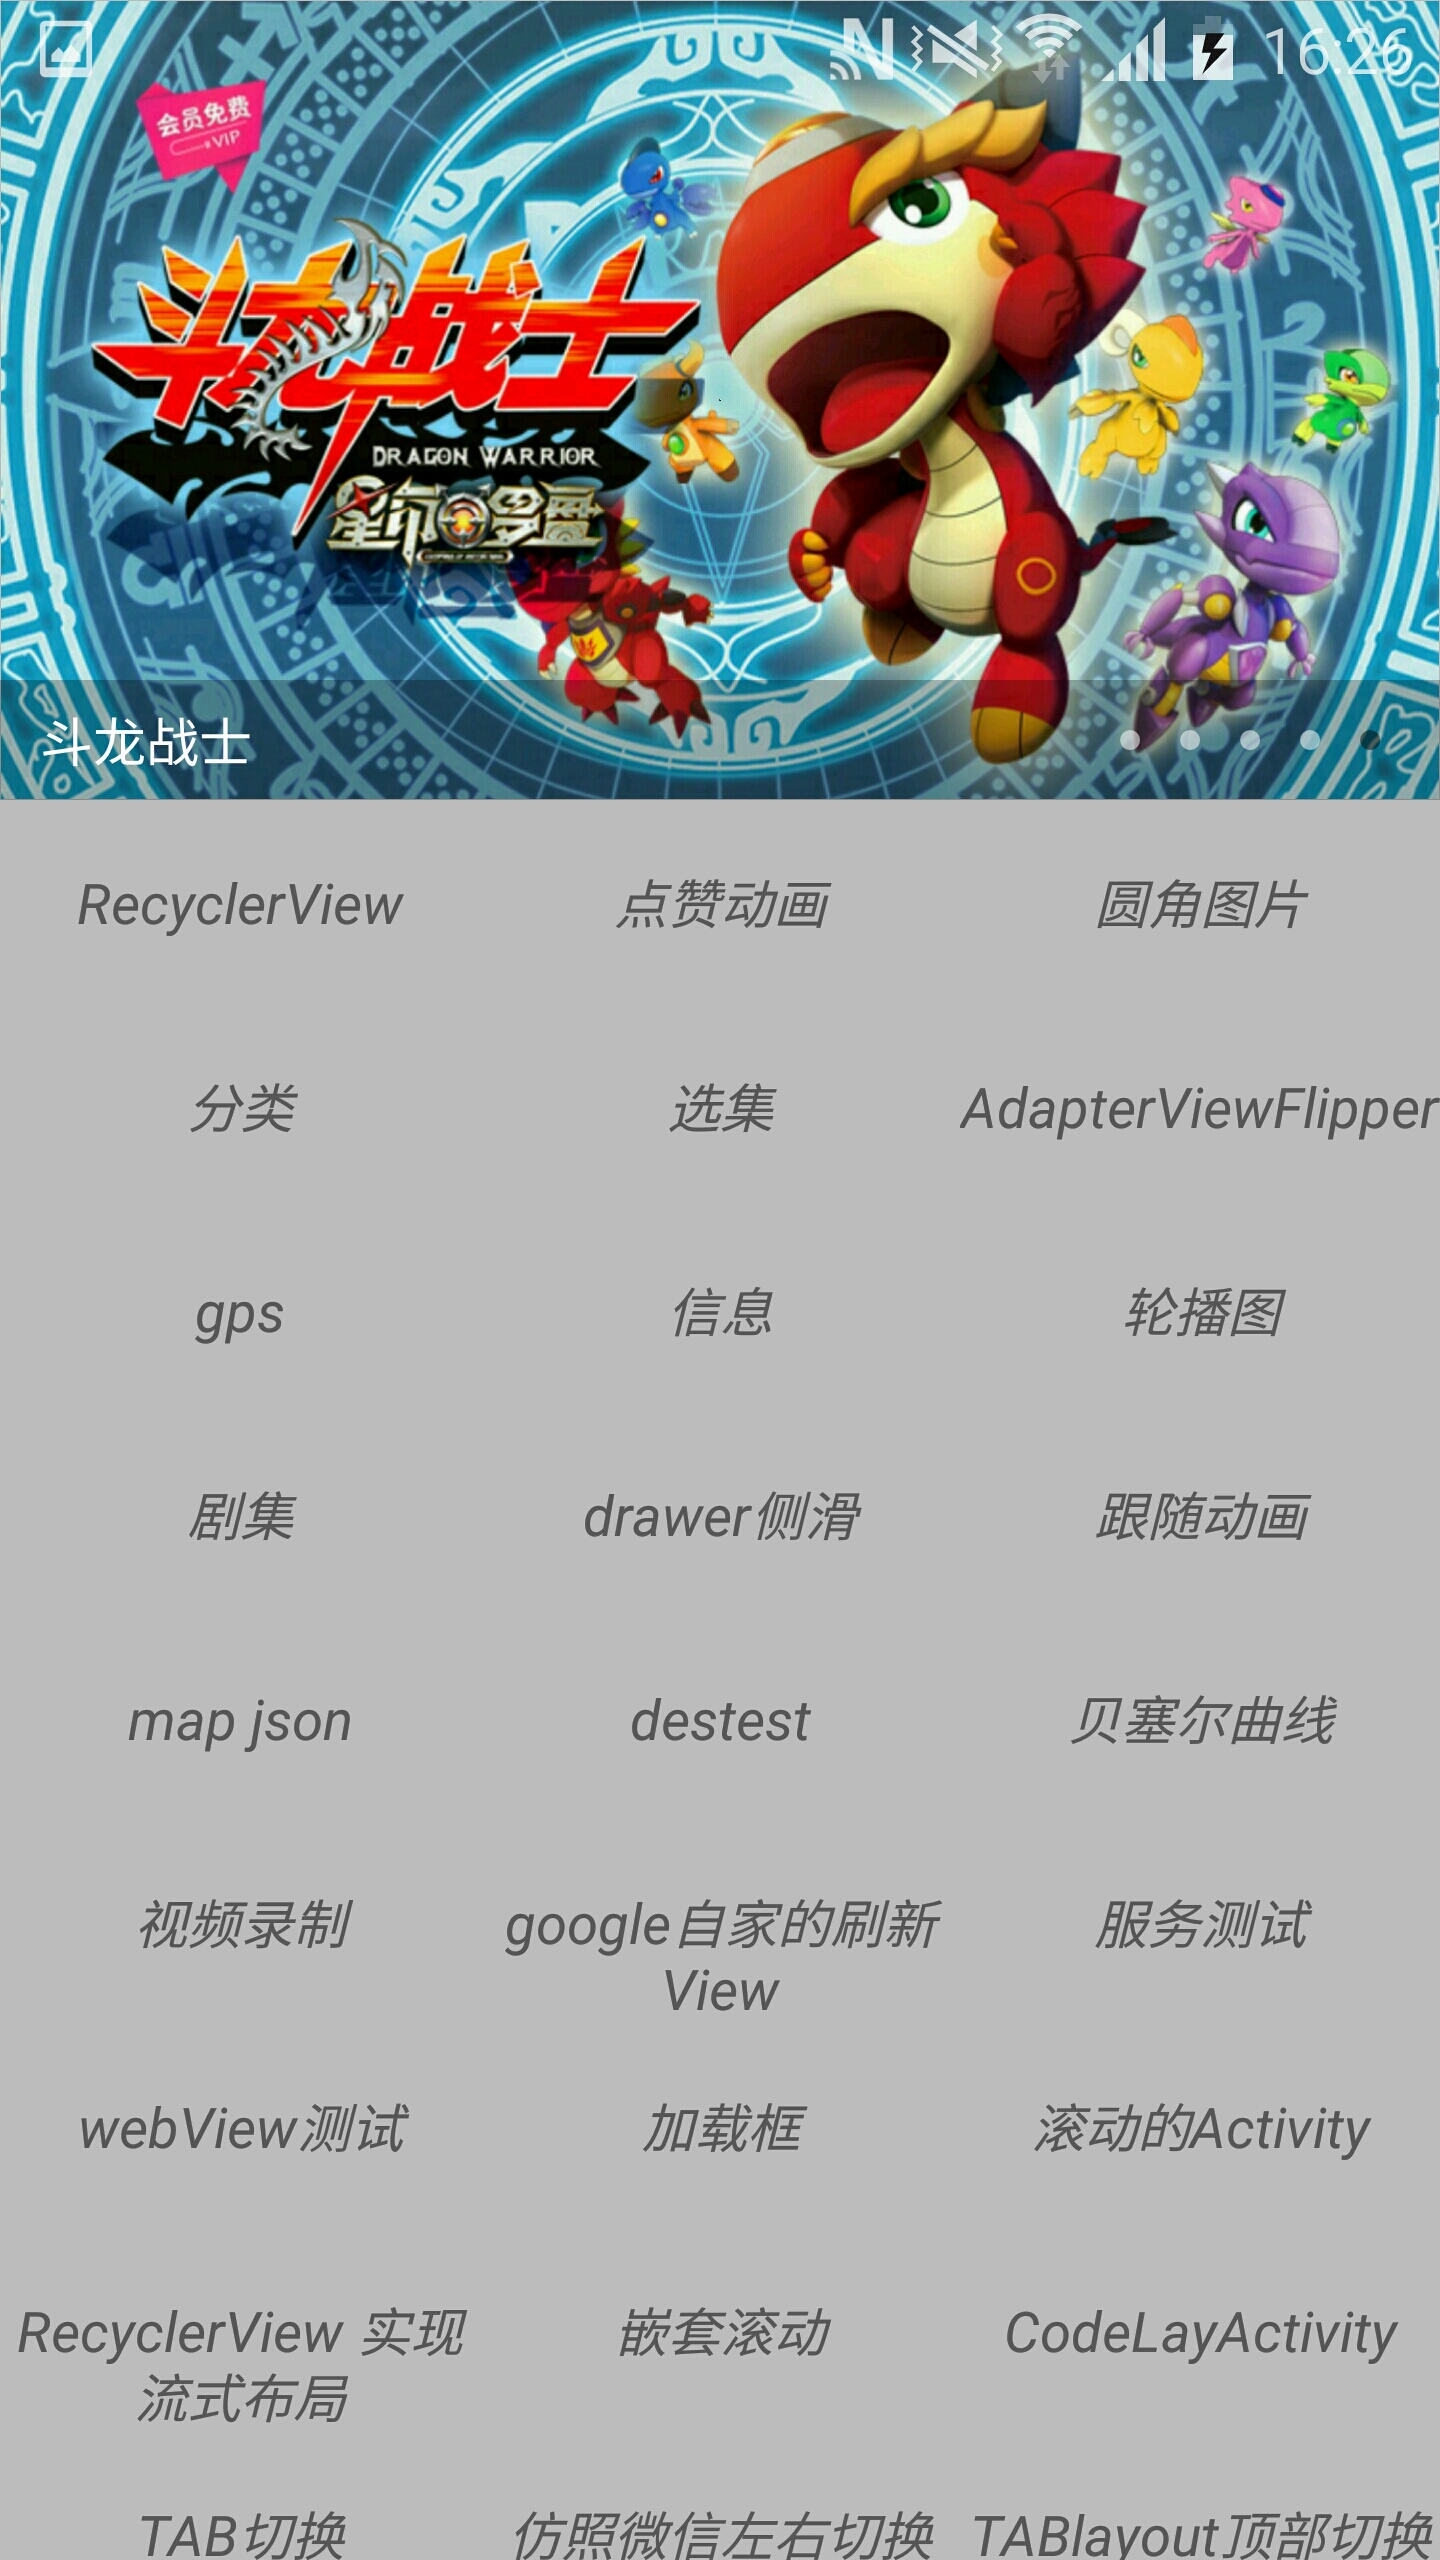 16:26
会员免费
VIP
斗龙战士
DRAGON WARRIOR
斗龙战士
RecyclerView 点赞动画 圆角图片
分类 选集 AdapterViewFlipper
gps 信息 轮播图
剧集 drawer侧滑 跟随动画
map json destest 贝塞尔曲线
视频录制 google自家的刷新 服务测试
View
webView测试 加载框 滚动的Activity
RecyclerView 实现 嵌套滚动 CodeLayActivity
流式布局
TAB切换 仿照微信左右切换 TABlayout顶部切换